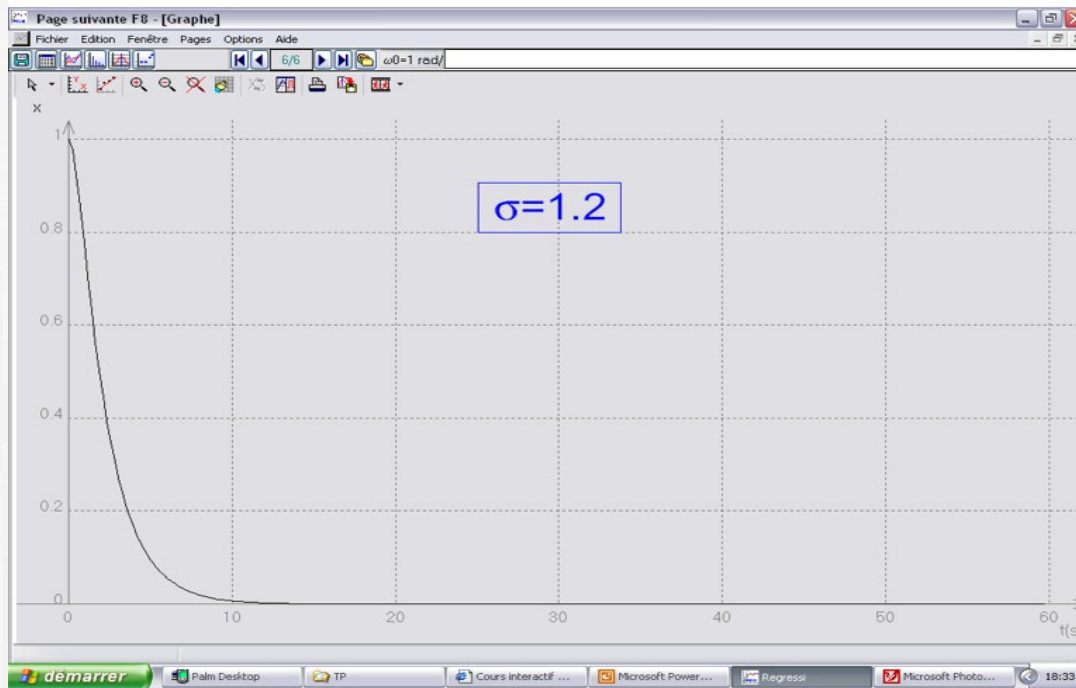 Page suivante F8 - [Graphe]
Fichier Edition Fenêtre Pages Options Aide
6/6 ω0=1 rad/
x
1
σ=1.2
0.8
0.6
0.4
0.2
0
0 10 20 30 40 50 60
t(s
démarrer Palm Desktop TP Cours interactif ... Microsoft Power... Regressi Microsoft Photo... 18:33